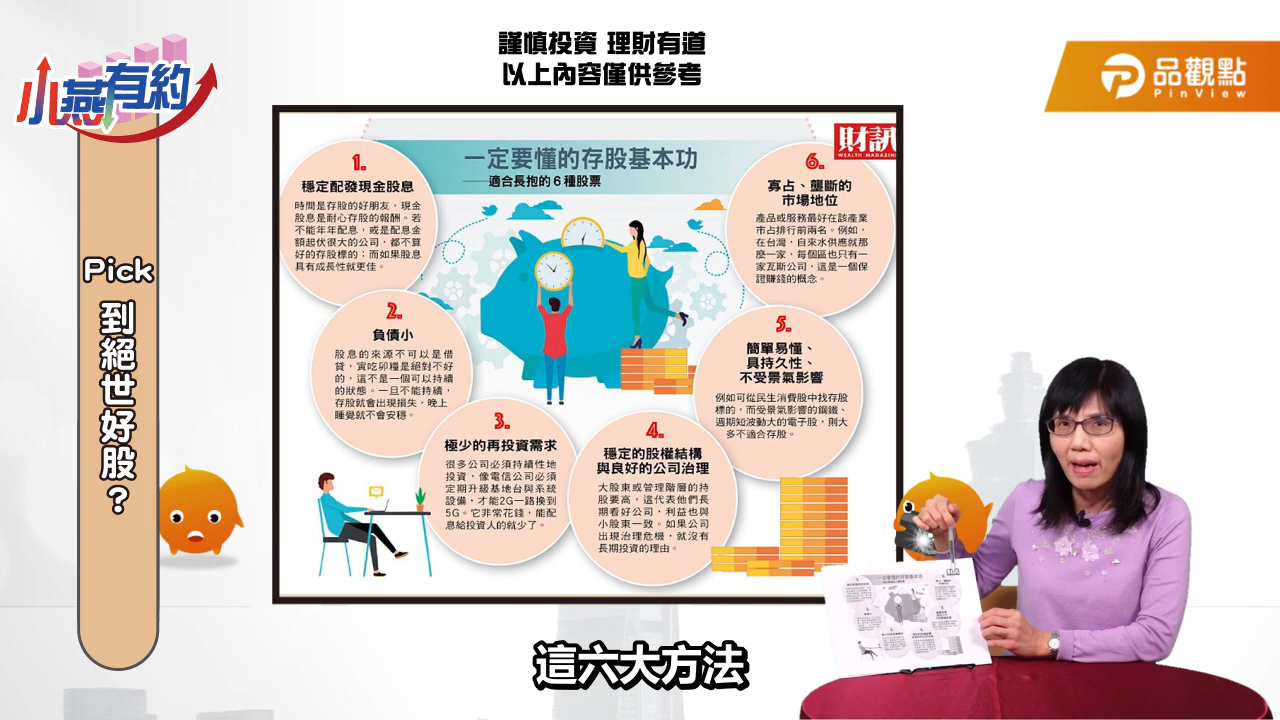 謹慎投資 理財有道
以上內容僅供參考
小燕有約
品觀點
PinView
Pick
到絕世好股？
財訊
WEALTH MAGAZINE
一定要懂的存股基本功
——適合長抱的6種股票
1.
穩定配發現金股息
時間是存股的好朋友，現金
股息是耐心存股的報酬。若
不能年年配息，或是配息金
額起伏很大的公司，都不算
好的存股標的；而如果股息
具有成長性就更佳。
2.
負債小
股息的來源不可以是借
貸，寅吃卯糧是絕對不好
的，這不是一個可以持續
的狀態。一旦不能持續，
存股就會出現損失，晚上
睡覺就不會安穩。
3.
極少的再投資需求
很多公司必須持續性地
投資，像電信公司必須
定期升級基地台與系統
設備，才能2G一路換到
5G。它非常花錢，能配
息給投資人的就少了。
4.
穩定的股權結構
與良好的公司治理
大股東或管理階層的持
股要高，這代表他們長
期看好公司，利益也與
小股東一致。如果公司
出現治理危機，就沒有
長期投資的理由。
5.
簡單易懂、
具持久性、
不受景氣影響
例如可從民生消費股中找存股
標的，而受景氣影響的鋼鐵、
週期短波動大的電子股，則大
多不適合存股。
6.
寡占、壟斷的
市場地位
產品或服務最好在該產業
市占排行前兩名。例如，
在台灣，自來水供應就那
麼一家，每個區也只有一
家瓦斯公司，這是一個保
證賺錢的概念。
一定要懂的存股基本功
這六大方法